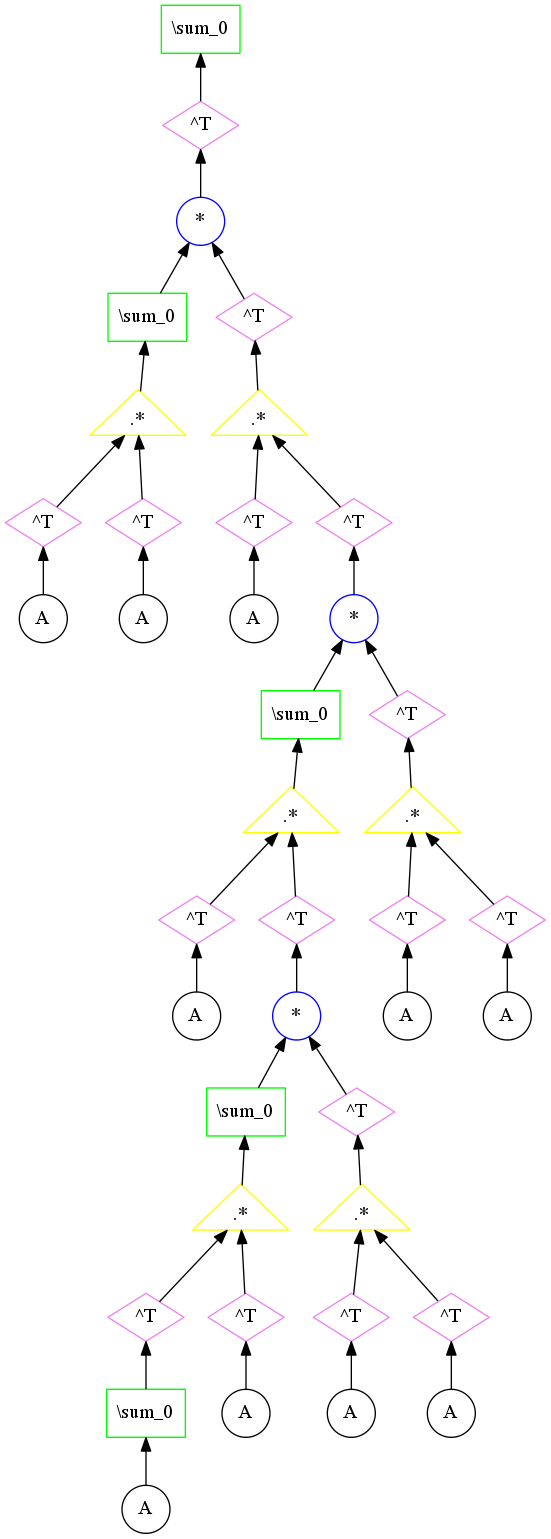 \sum_0
^T
*
\sum_0 ^T
.* .*
^T ^T ^T ^T
A A A *
\sum_0 ^T
.* .*
^T ^T ^T ^T
A * A A
\sum_0 ^T
.* .*
^T ^T ^T ^T
\sum_0 A A A
A